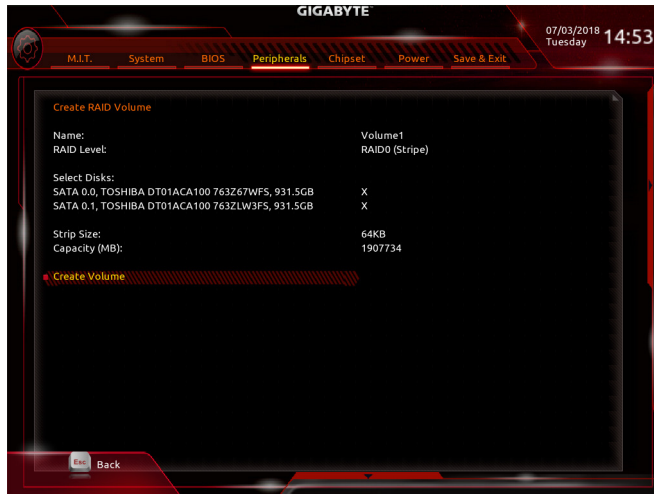 GIGABYTE™
07/03/2018 14:53
Tuesday
M.I.T. System BIOS Peripherals Chipset Power Save & Exit
Create RAID Volume
Name: Volume1
RAID Level: RAID0 (Stripe)
Select Disks:
SATA 0.0, TOSHIBA DT01ACA100 763Z67WFS, 931.5GB X
SATA 0.1, TOSHIBA DT01ACA100 763ZLW3FS, 931.5GB X
Strip Size: 64KB
Capacity (MB): 1907734
Create Volume
Esc Back